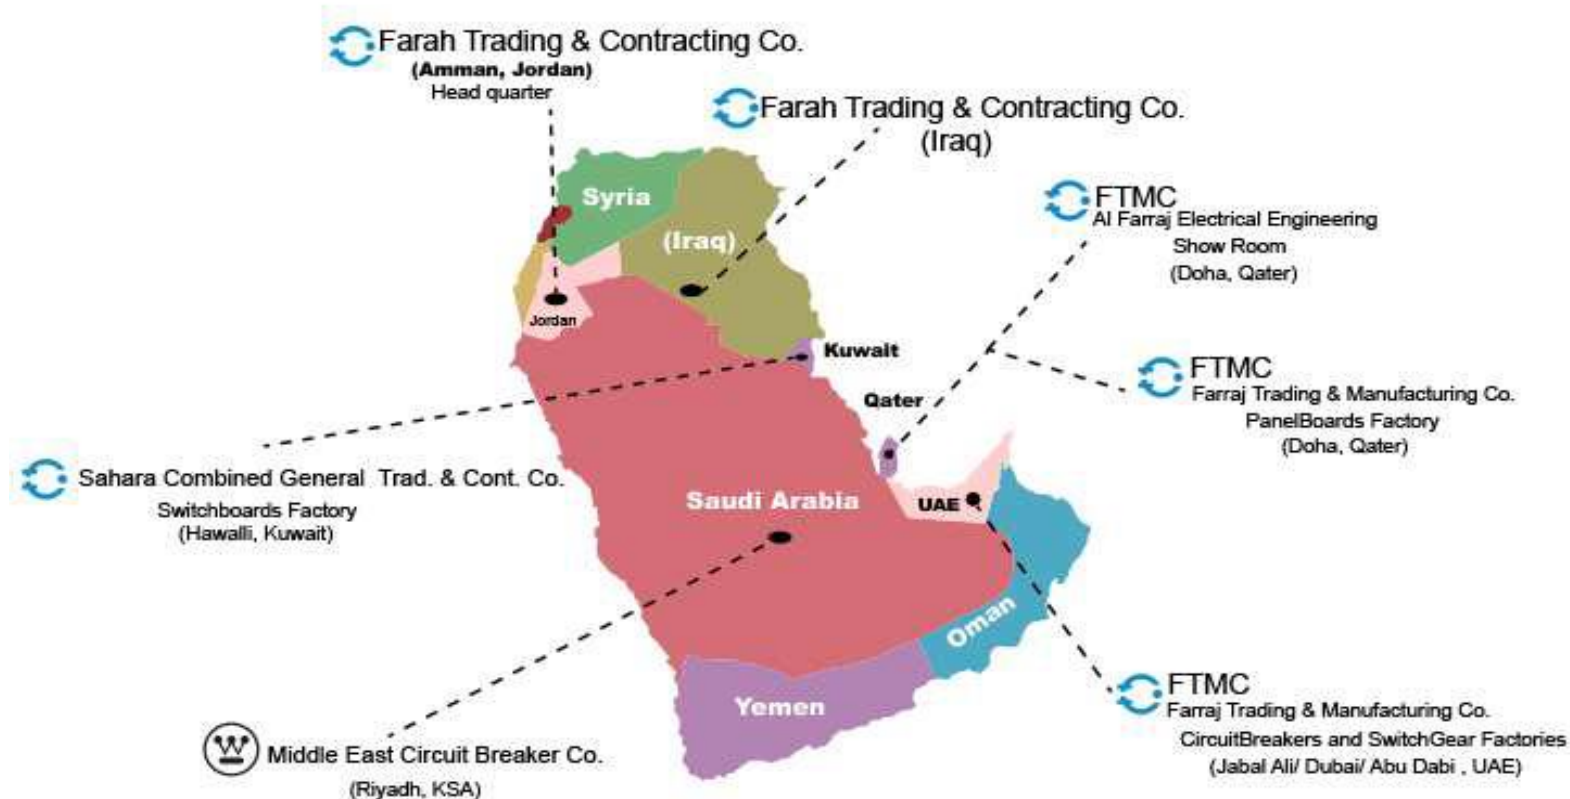 Farah Trading & Contracting Co.
(Amman, Jordan)
Head quarter
Farah Trading & Contracting Co.
(Iraq)
FTMC
Al Farraj Electrical Engineering
Show Room
(Doha, Qater)
Syria
(Iraq)
Jordan
Kuwait
Qater
FTMC
Farraj Trading & Manufacturing Co.
PanelBoards Factory
(Doha, Qater)
Sahara Combined General Trad. & Cont. Co.
Switchboards Factory
(Hawalli, Kuwait)
Saudi Arabia
UAE
Oman
Yemen
FTMC
Farraj Trading & Manufacturing Co.
CircuitBreakers and SwitchGear Factories
(Jabal Ali/ Dubai/ Abu Dabi , UAE)
W
Middle East Circuit Breaker Co.
(Riyadh, KSA)